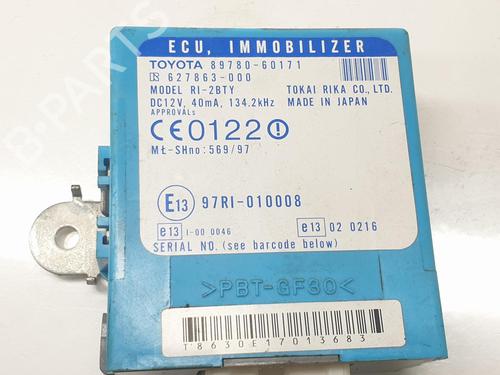 ECU, IMMOBILIZER
TOYOTA 89780-60171
627863-000
MODEL RI-2BTY TOKAI RIKA CO., LTD.
DC12V, 40mA, 134.2kHz MADE IN JAPAN
APPROVALS
CE0122
MŁ-SHno: 569/97
E13 97RI-010008
e13 I-00 0046 e13 02 0216
SERIAL NO. (see barcode below)
>PBT-GF30<
T8630E17013683